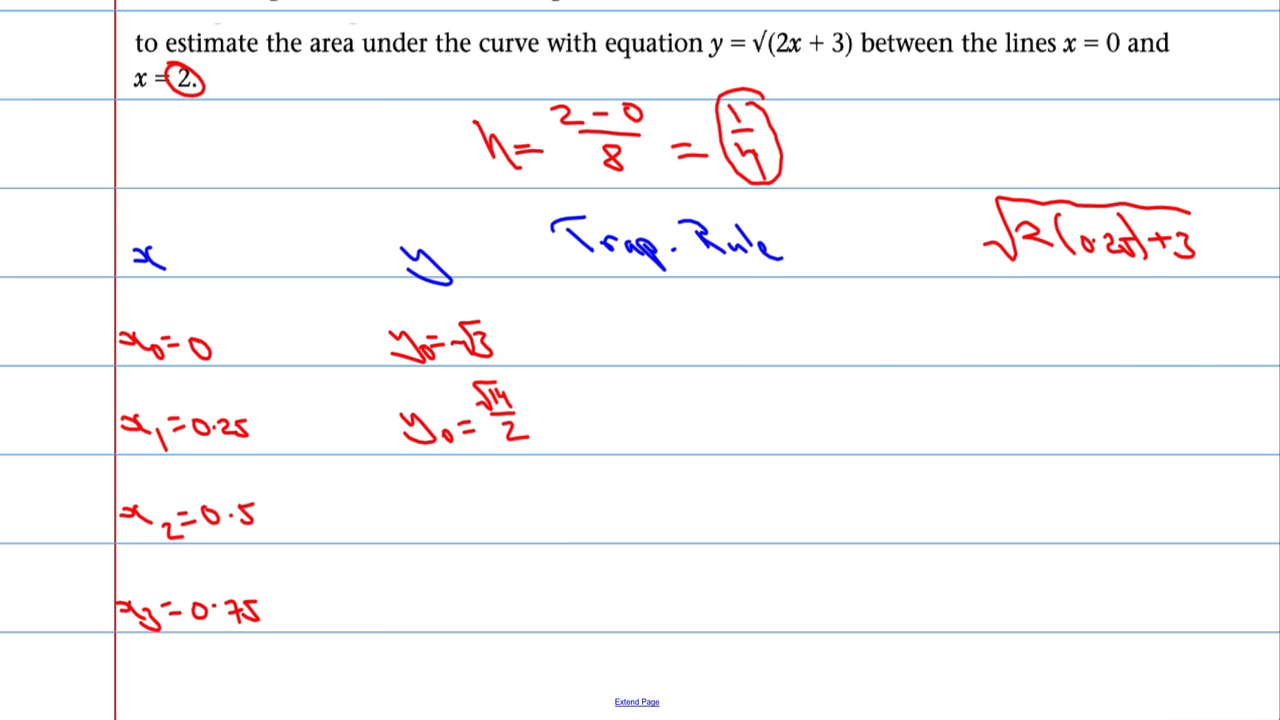 to estimate the area under the curve with equation y = √(2x + 3) between the lines x = 0 and
x = 2.
h = 2 - 0 / 8 = 1/4
x y Trap. Rule √2(0.25)+3
x₀ = 0 y₀ = √3
x₁ = 0.25 y₀ = √14/2
x₂ = 0.5
x₃ = 0.75
Extend Page